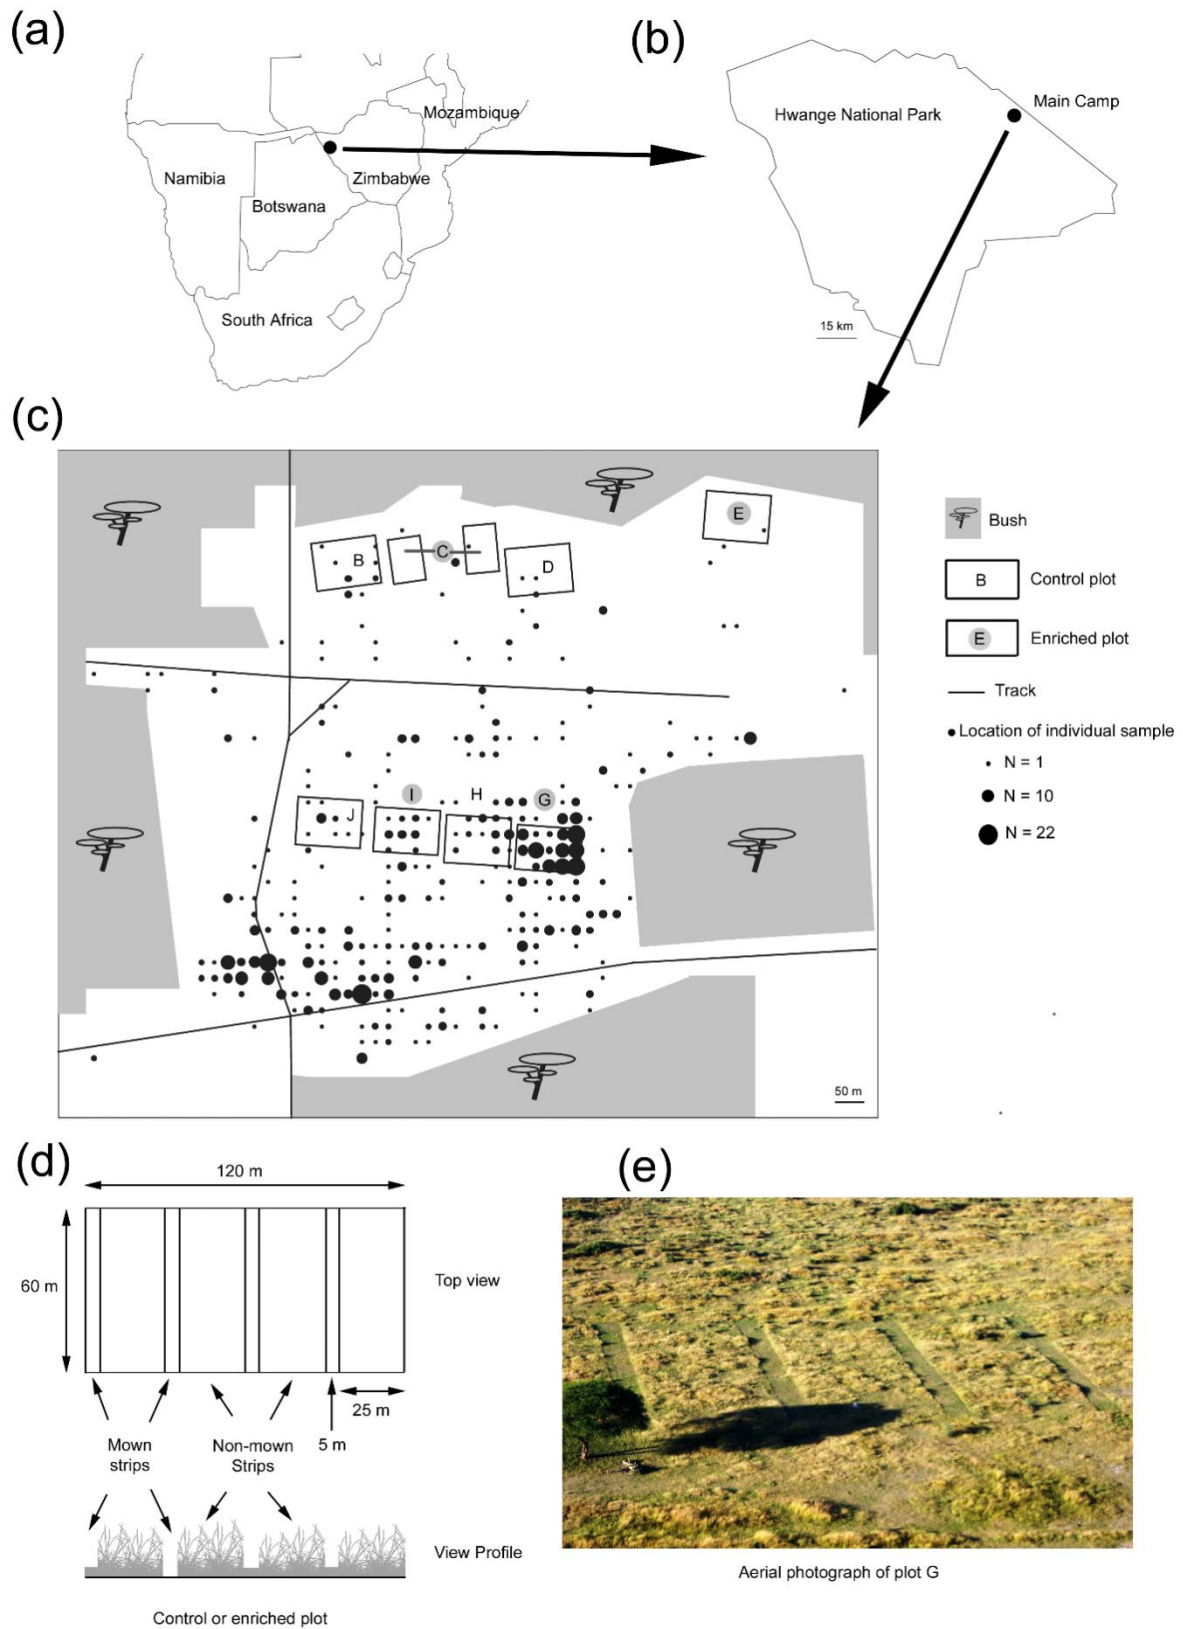 (a)
Mozambique
Namibia
Zimbabwe
Botswana
South Africa
(b)
Main Camp
Hwange National Park
15 km
(c)
E
B
C
D
I
H
G
J
50 m
Bush
B
Control plot
E
Enriched plot
Track
Location of individual sample
N = 1
N = 10
N = 22
(d)
120 m
60 m
Top view
25 m
Mown
strips
Non-mown
Strips
5 m
View Profile
Control or enriched plot
(e)
Aerial photograph of plot G